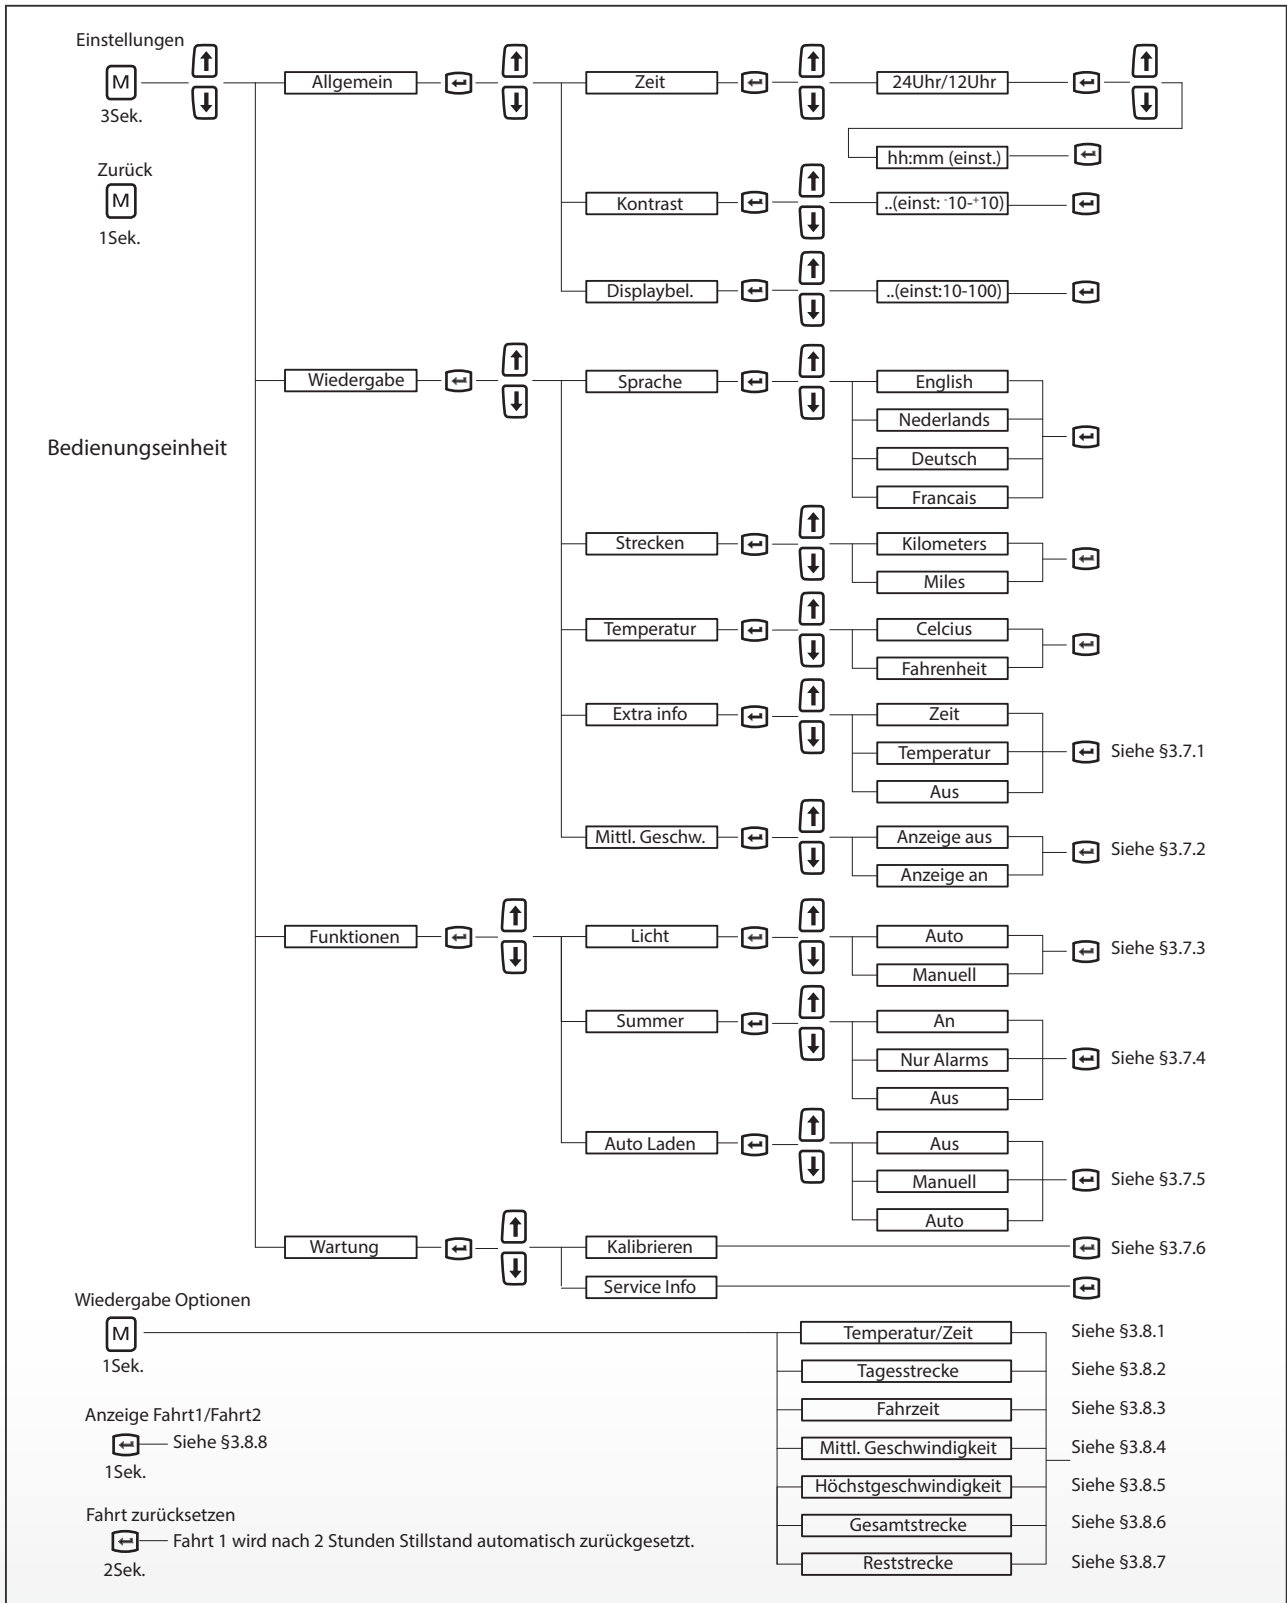 Einstellungen
M
3Sek.
Allgemein
Zeit
24Uhr/12Uhr
hh:mm (einst.)
Zurück
M
1Sek.
Kontrast
..(einst: -10-+10)
Displaybel.
..(einst:10-100)
Wiedergabe
Sprache
English
Nederlands
Deutsch
Francais
Bedienungseinheit
Strecken
Kilometers
Miles
Temperatur
Celcius
Fahrenheit
Extra info
Zeit
Temperatur
Aus
Siehe §3.7.1
Mittl. Geschw.
Anzeige aus
Anzeige an
Siehe §3.7.2
Funktionen
Licht
Auto
Manuell
Siehe §3.7.3
Summer
An
Nur Alarms
Aus
Siehe §3.7.4
Auto Laden
Aus
Manuell
Auto
Siehe §3.7.5
Wartung
Kalibrieren
Siehe §3.7.6
Service Info
Wiedergabe Optionen
M
1Sek.
Temperatur/Zeit
Siehe §3.8.1
Tagesstrecke
Siehe §3.8.2
Fahrzeit
Siehe §3.8.3
Mittl. Geschwindigkeit
Siehe §3.8.4
Höchstgeschwindigkeit
Siehe §3.8.5
Gesamtstrecke
Siehe §3.8.6
Reststrecke
Siehe §3.8.7
Anzeige Fahrt1/Fahrt2
Siehe §3.8.8
1Sek.
Fahrt zurücksetzen
Fahrt 1 wird nach 2 Stunden Stillstand automatisch zurückgesetzt.
2Sek.